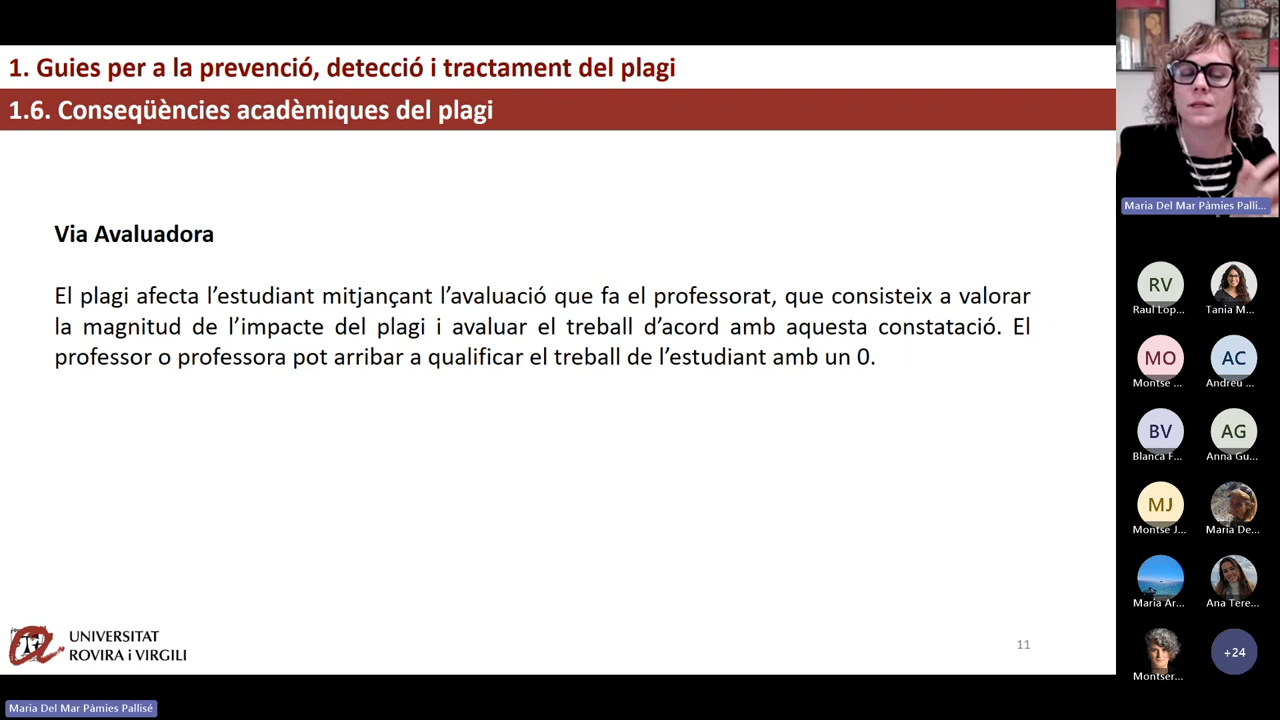 1. Guies per a la prevenció, detecció i tractament del plagi
1.6. Conseqüències acadèmiques del plagi
Via Avaluadora
El plagi afecta l’estudiant mitjançant l’avaluació que fa el professorat, que consisteix a valorar
la magnitud de l’impacte del plagi i avaluar el treball d’acord amb aquesta constatació. El
professor o professora pot arribar a qualificar el treball de l’estudiant amb un 0.
UNIVERSITAT
ROVIRA i VIRGILI
11
Maria Del Mar Pàmies Pallisé
Maria Del Mar Pàmies Palli...
RV
Raul Lop...
Tania M...
MO
Montse ...
AC
Andreu ...
BV
Blanca F...
AG
Anna Gu...
MJ
Montse J...
Maria De...
Maria Ar...
Ana Tere...
Montser...
+24